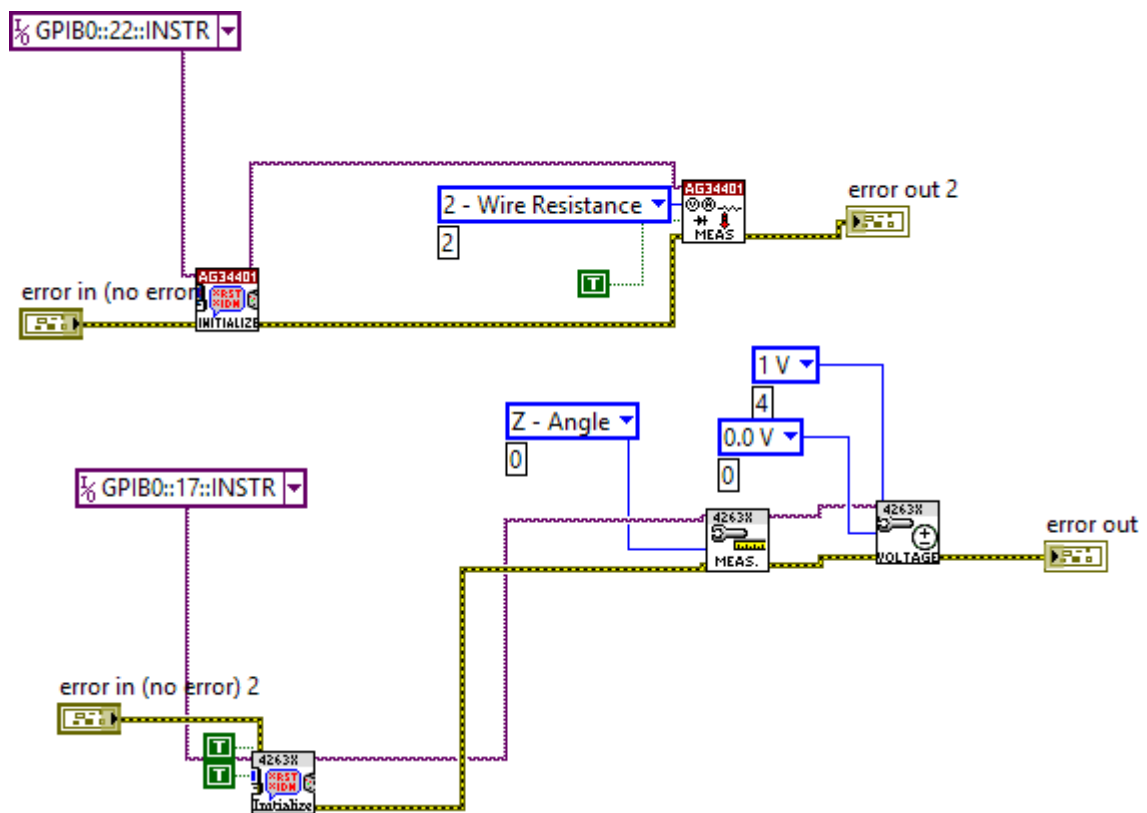 GPIB0::22::INSTR
error in (no error
AG34401
*RST
*IDN
INITIALIZE
2 - Wire Resistance
2
T
AG34401
MEAS
error out 2
1 V
4
Z - Angle
0
0.0 V
0
GPIB0::17::INSTR
4263X
MEAS.
4263X
VOLTAGE
error out
error in (no error) 2
T
T
4263X
*RST
*IDN
Initialize